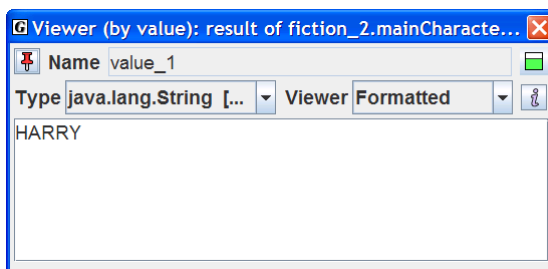 G Viewer (by value): result of fiction_2.mainCharacte...
Name value_1
Type java.lang.String [... Viewer Formatted i
HARRY